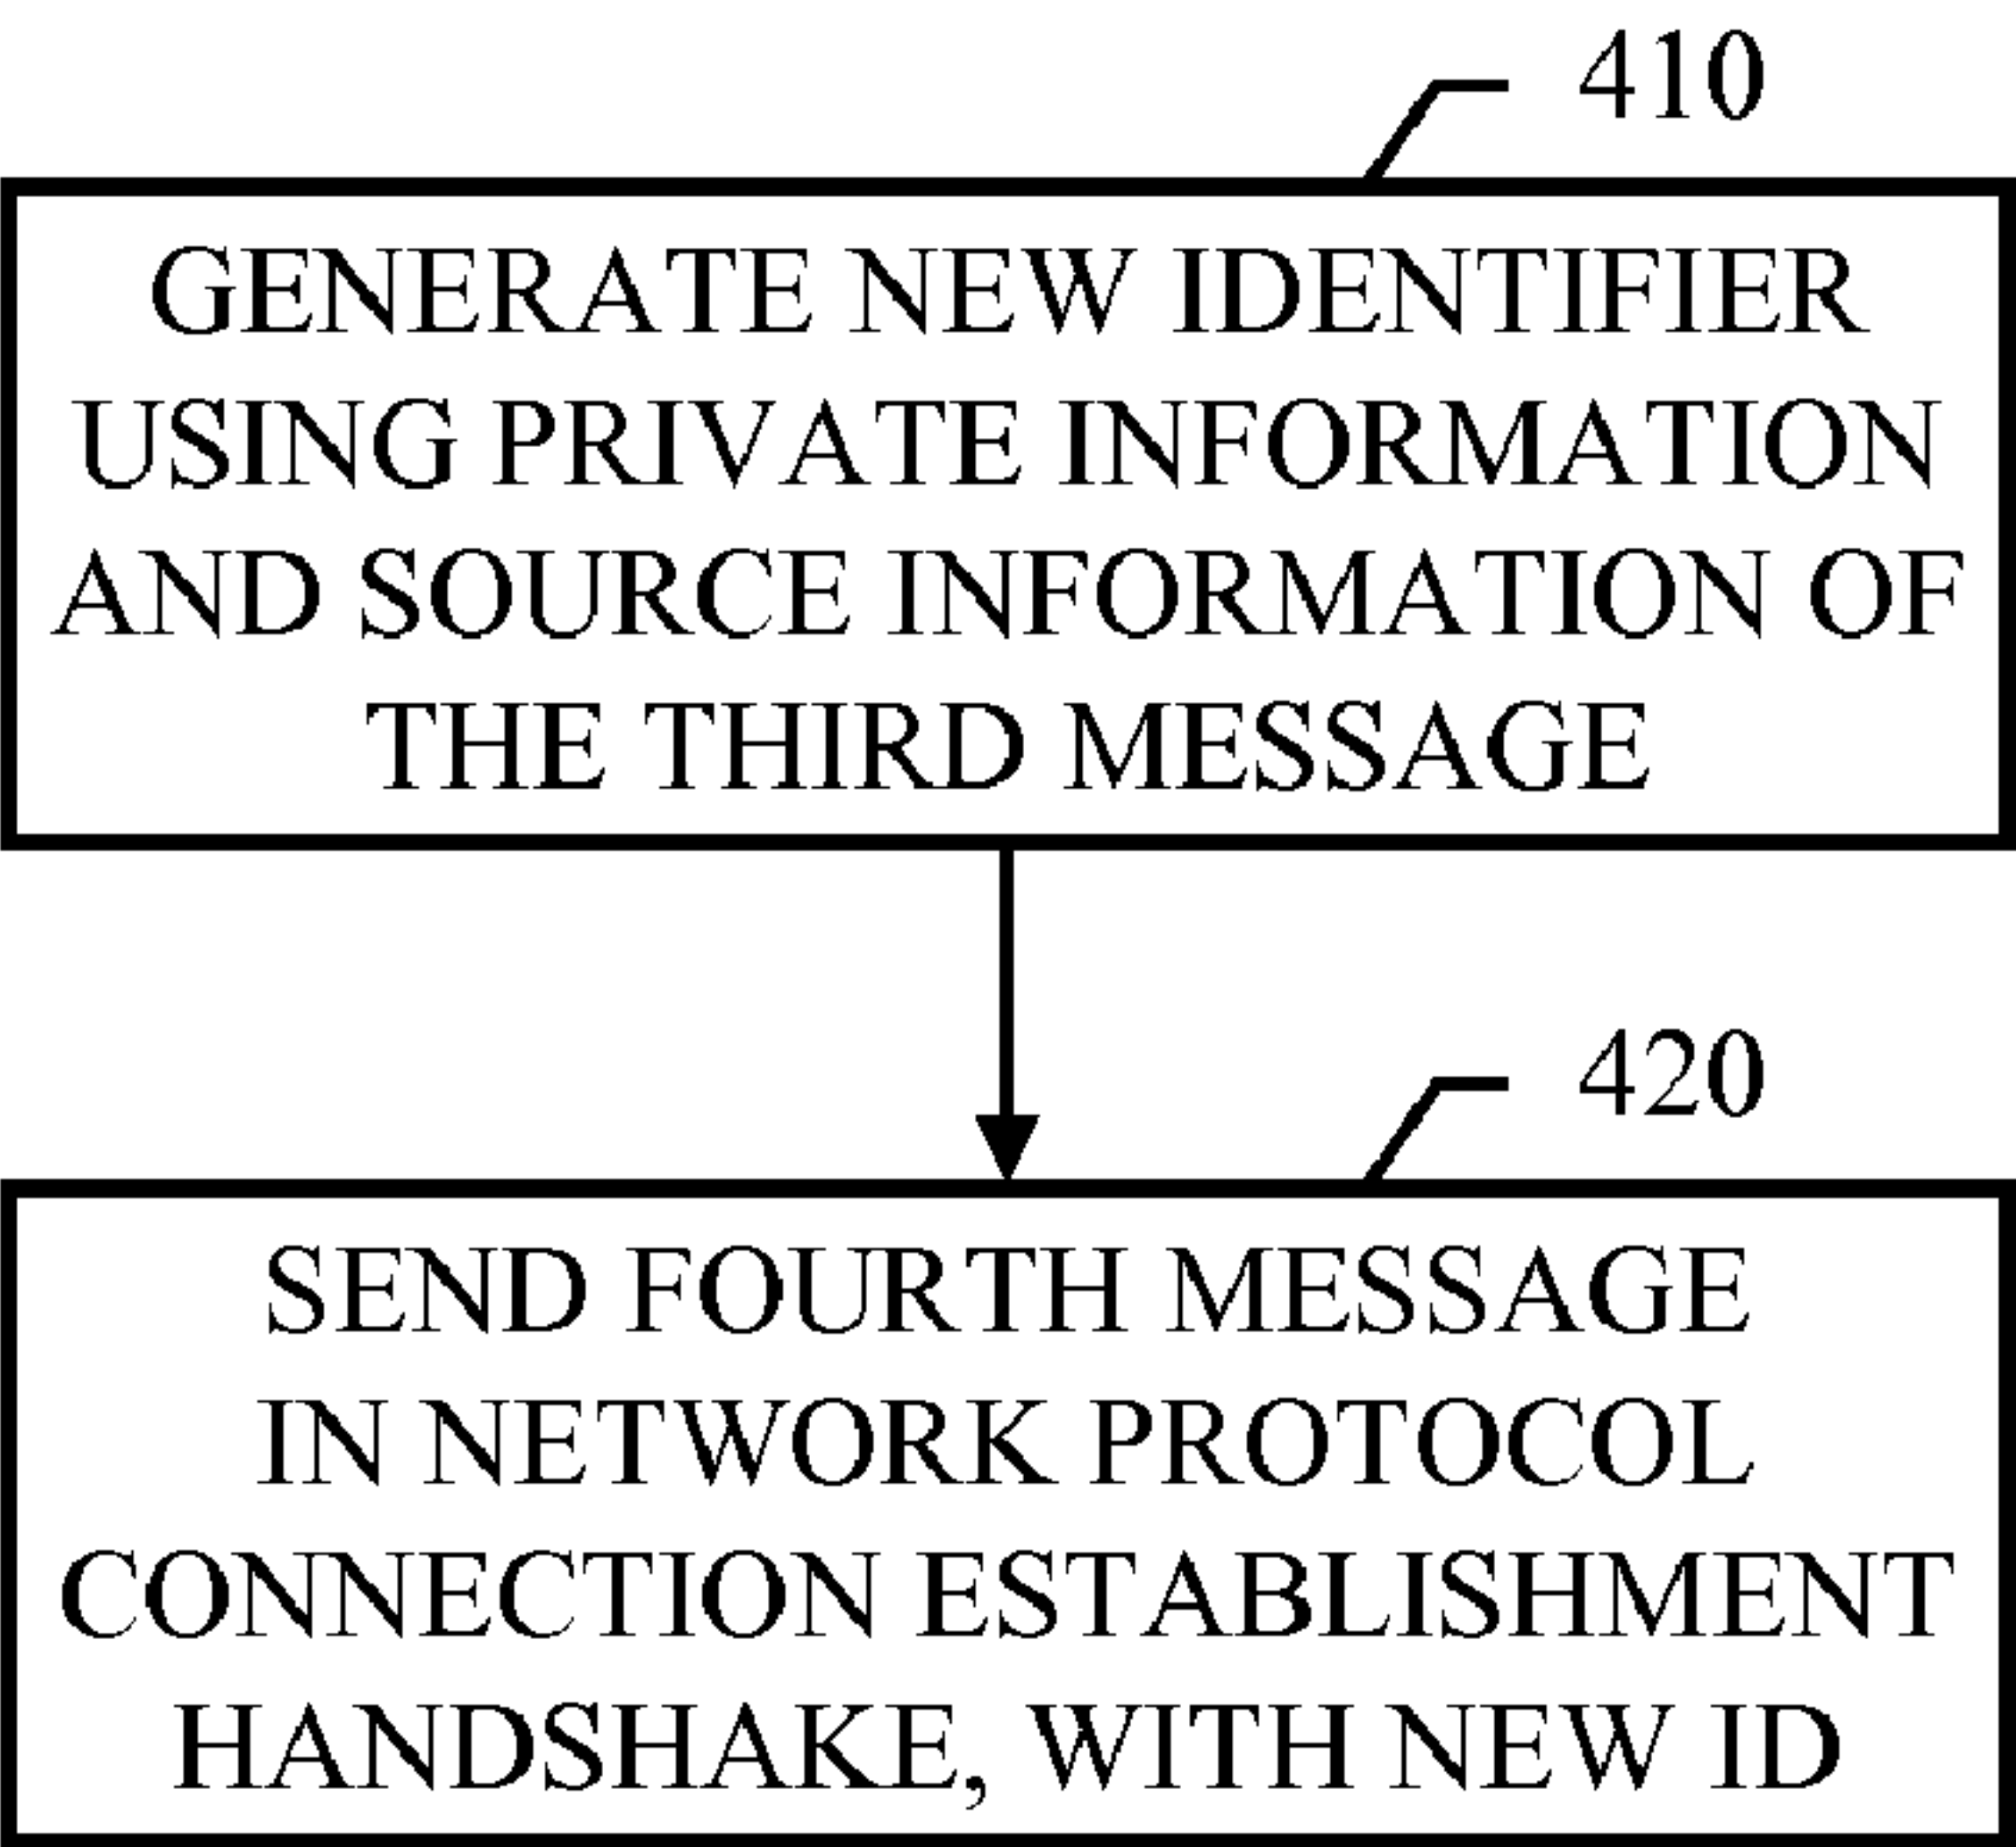 410
GENERATE NEW IDENTIFIER
USING PRIVATE INFORMATION
AND SOURCE INFORMATION OF
THE THIRD MESSAGE
420
SEND FOURTH MESSAGE
IN NETWORK PROTOCOL
CONNECTION ESTABLISHMENT
HANDSHAKE, WITH NEW ID